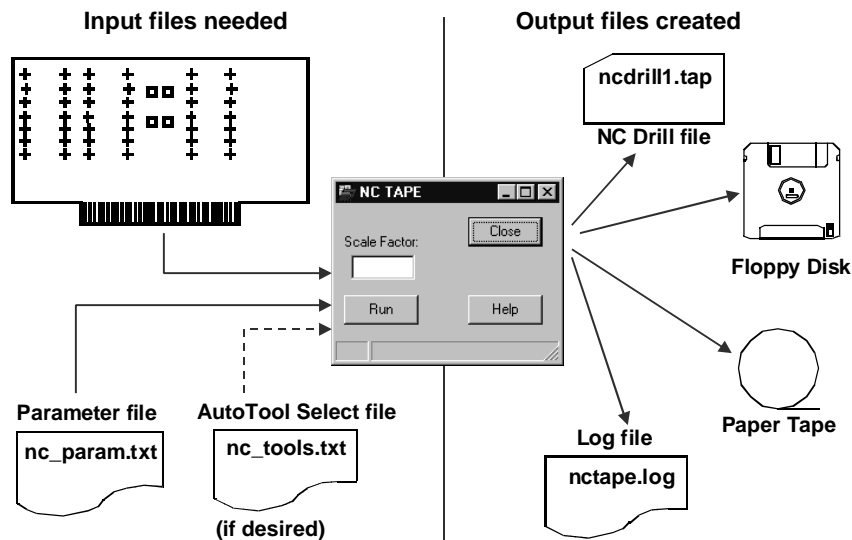 Input files needed
Output files created
ncdrill1.tap
NC Drill file
NC TAPE
Scale Factor:
Close
Run
Help
Floppy Disk
Parameter file
nc_param.txt
AutoTool Select file
nc_tools.txt
(if desired)
Log file
nctape.log
Paper Tape